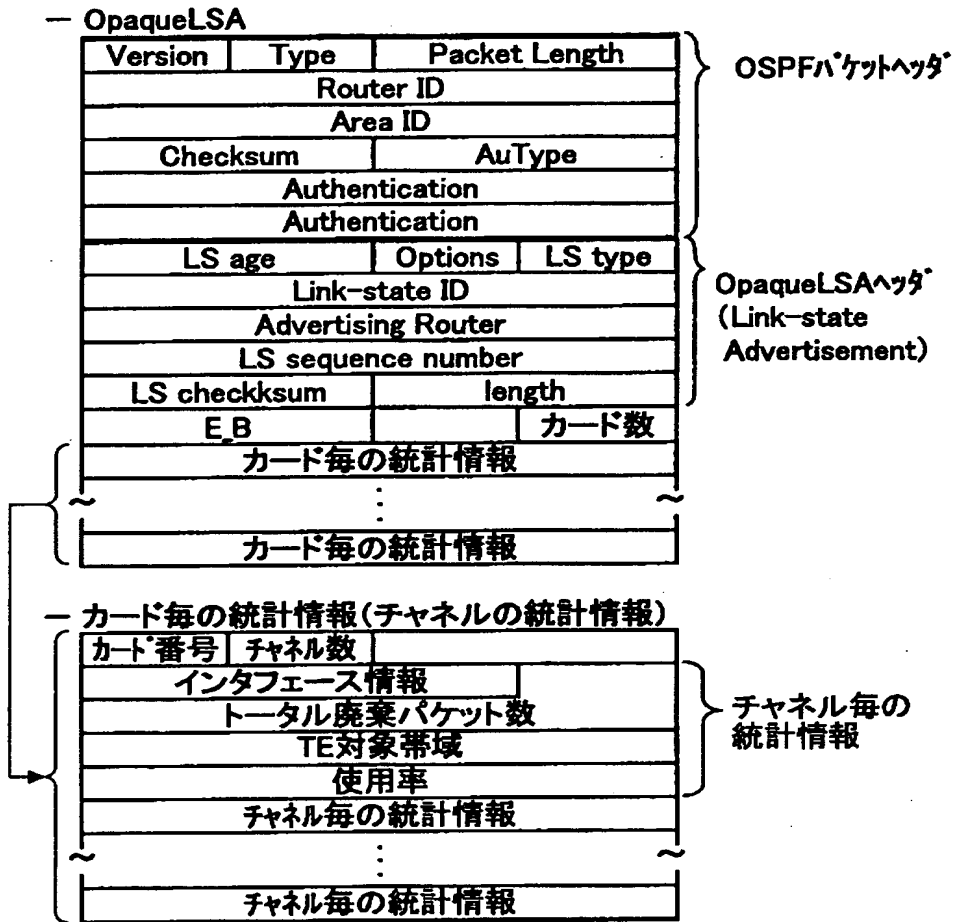 — OpaqueLSA
Version Type Packet Length
Router ID
Area ID
Checksum AuType
Authentication
Authentication
OSPFﾊﾟｹｯﾄﾍｯﾀﾞ
LS age Options LS type
Link-state ID
Advertising Router
LS sequence number
LS checkksum length
OpaqueLSAﾍｯﾀﾞ
(Link-state
Advertisement)
E_B カード数
カード毎の統計情報
カード毎の統計情報
— カード毎の統計情報(チャネルの統計情報)
ｶｰﾄﾞ番号 ﾁｬﾈﾙ数
インタフェース情報
トータル廃棄パケット数
TE対象帯域
使用率
チャネル毎の
統計情報
ﾁｬﾈﾙ毎の統計情報
ﾁｬﾈﾙ毎の統計情報